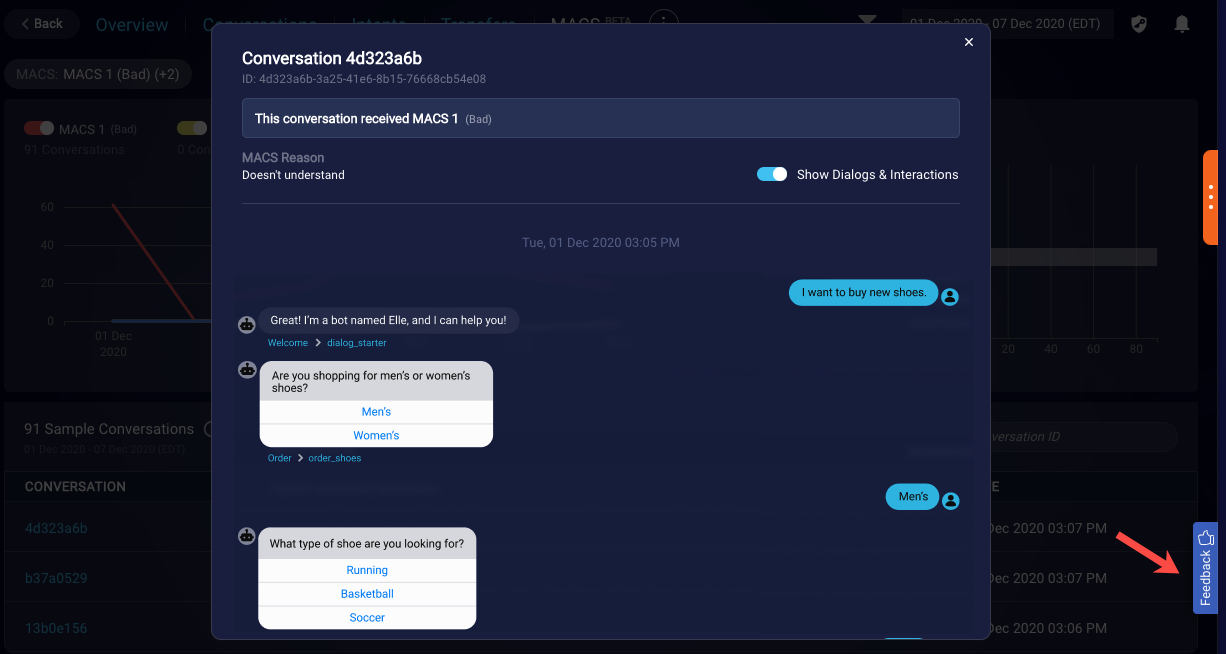 Back
Overview
Conversations
Intents
Transfers
MACS BETA
01 Dec 2020 - 07 Dec 2020 (EDT)
MACS: MACS 1 (Bad) (+2)
MACS 1 (Bad)
91 Conversations
0 Con
60
40
20
0
01 Dec
2020
20
40
60
80
91 Sample Conversations
01 Dec 2020 - 07 Dec 2020 (EDT)
versation ID
CONVERSATION
E
4d323a6b
Dec 2020 03:07 PM
b37a0529
Dec 2020 03:07 PM
13b0e156
Dec 2020 03:06 PM
Feedback
Conversation 4d323a6b
ID: 4d323a6b-3a25-41e6-8b15-76668cb54e08
This conversation received MACS 1 (Bad)
MACS Reason
Doesn't understand
Show Dialogs & Interactions
Tue, 01 Dec 2020 03:05 PM
I want to buy new shoes.
Great! I'm a bot named Elle, and I can help you!
Welcome > dialog_starter
Are you shopping for men's or women's
shoes?
Men's
Women's
Order > order_shoes
Men's
What type of shoe are you looking for?
Running
Basketball
Soccer